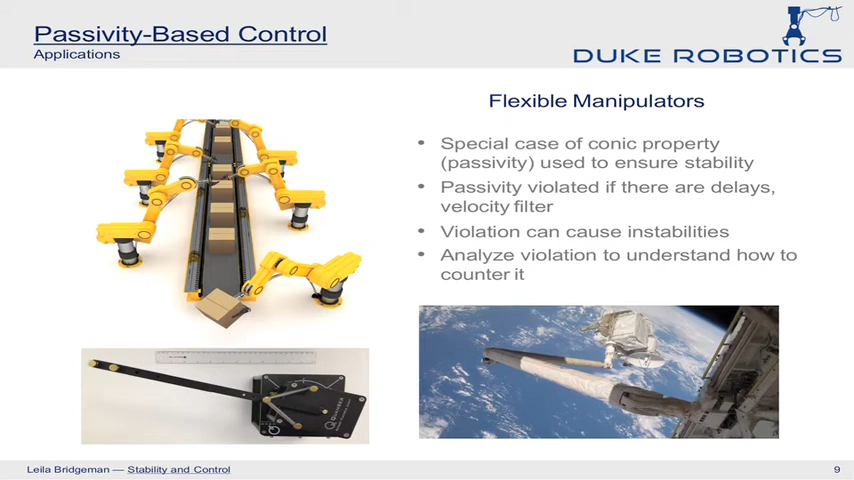 Passivity-Based Control
Applications
DUKE ROBOTICS
Flexible Manipulators
• Special case of conic property
(passivity) used to ensure stability
• Passivity violated if there are delays,
velocity filter
• Violation can cause instabilities
• Analyze violation to understand how to
counter it
QUANSER
Leila Bridgeman — Stability and Control
9